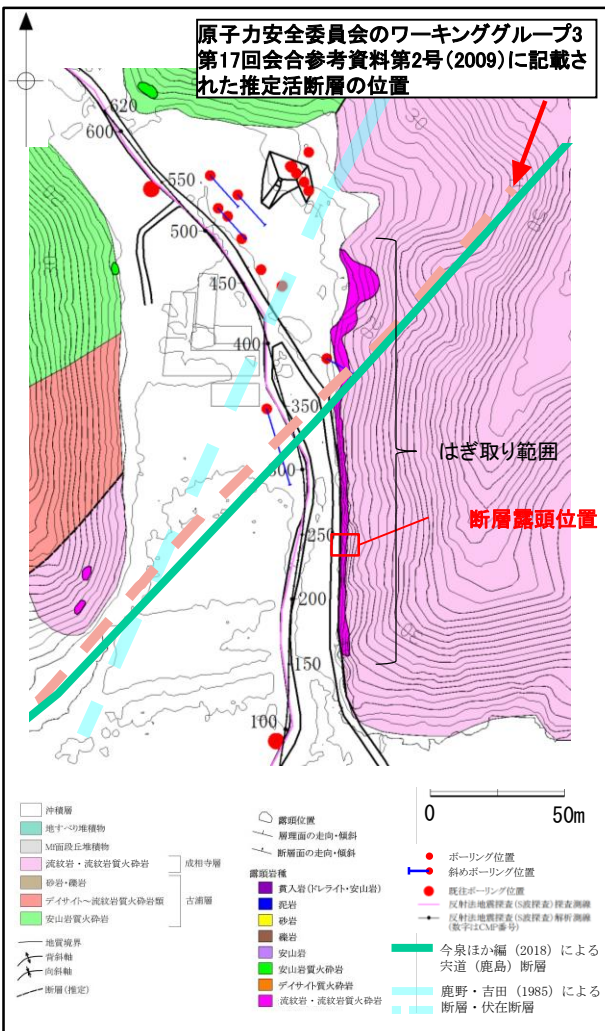 原子力安全委員会のワーキンググループ3
第17回会合参考資料第2号(2009)に記載さ
れた推定活断層の位置
620
600
550
500
450
400
350
300
250
200
150
100
はぎ取り範囲
断層露頭位置
0 50m
沖積層
地すべり堆積物
Mf面段丘堆積物
流紋岩・流紋岩質火砕岩
成相寺層
砂岩・礫岩
デイサイト～流紋岩質火砕岩類
古浦層
安山岩質火砕岩
地質境界
背斜軸
向斜軸
断層(推定)
露頭位置
層理面の走向・傾斜
断層面の走向・傾斜
露頭岩種
貫入岩(ドレライト・安山岩)
泥岩
砂岩
礫岩
安山岩
安山岩質火砕岩
デイサイト質火砕岩
流紋岩・流紋岩質火砕岩
ボーリング位置
斜めボーリング位置
既往ボーリング位置
反射法地震探査(S波探査)探査測線
反射法地震探査(S波探査)解析測線
(数字はCMP番号)
今泉ほか編(2018)による
宍道(鹿島)断層
鹿野・吉田(1985)による
断層・伏在断層